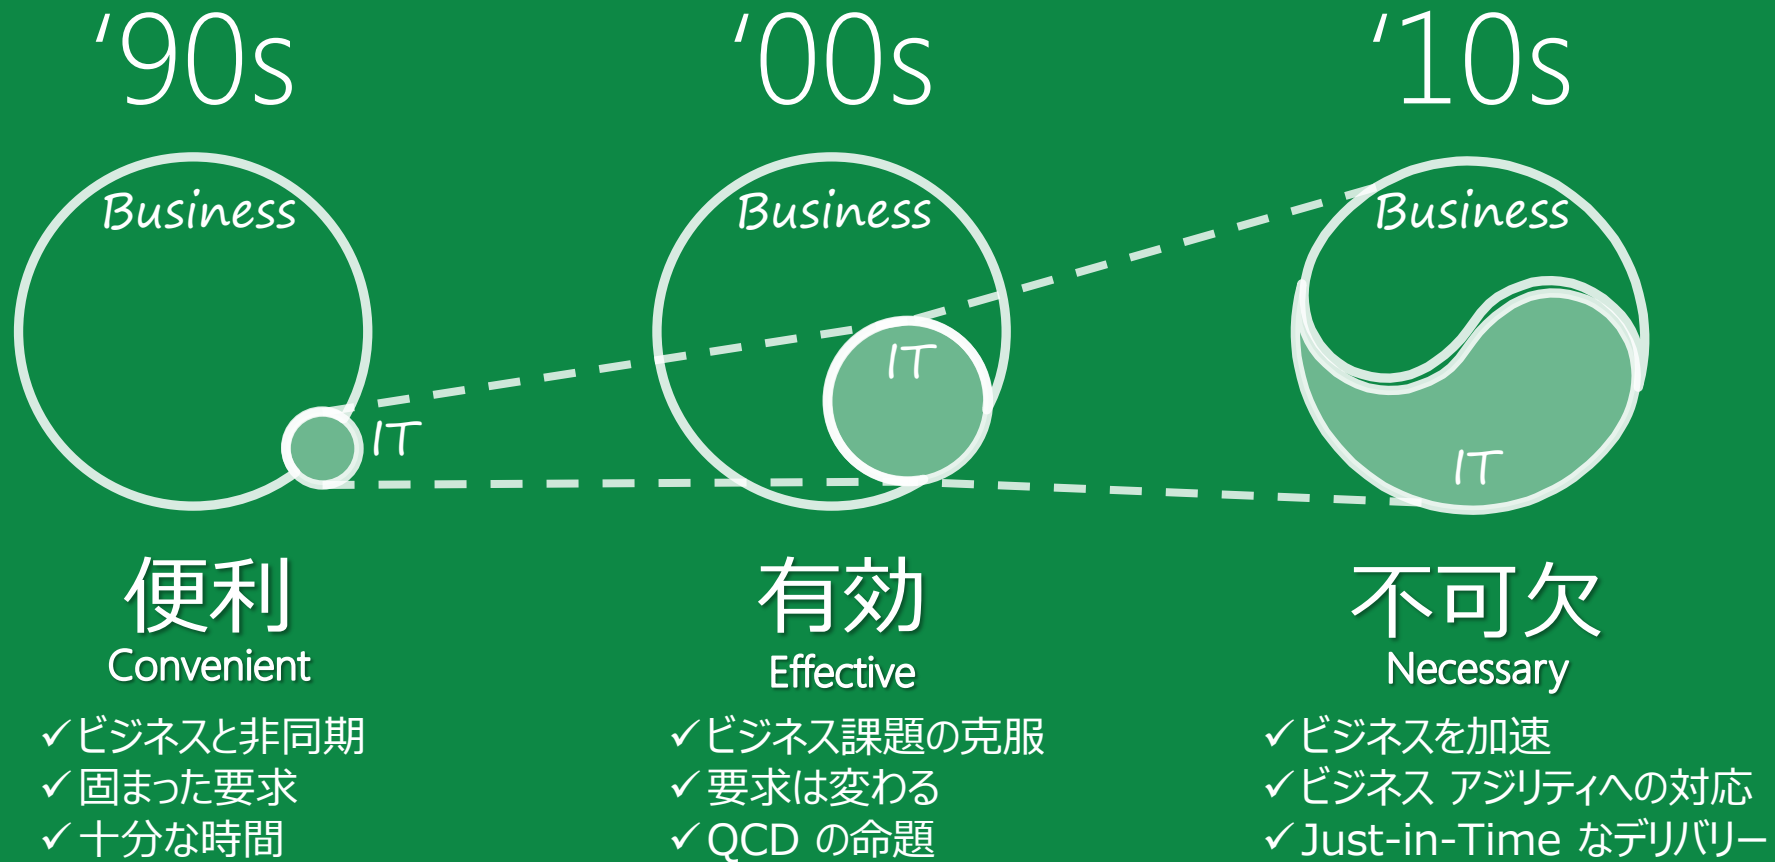 ‘90s
Business
IT
便利
Convenient
✓ビジネスと非同期
✓固まった要求
✓十分な時間
‘00s
Business
IT
有効
Effective
✓ビジネス課題の克服
✓要求は変わる
✓QCD の命題
‘10s
Business
IT
不可欠
Necessary
✓ビジネスを加速
✓ビジネス アジリティへの対応
✓Just-in-Time なデリバリー